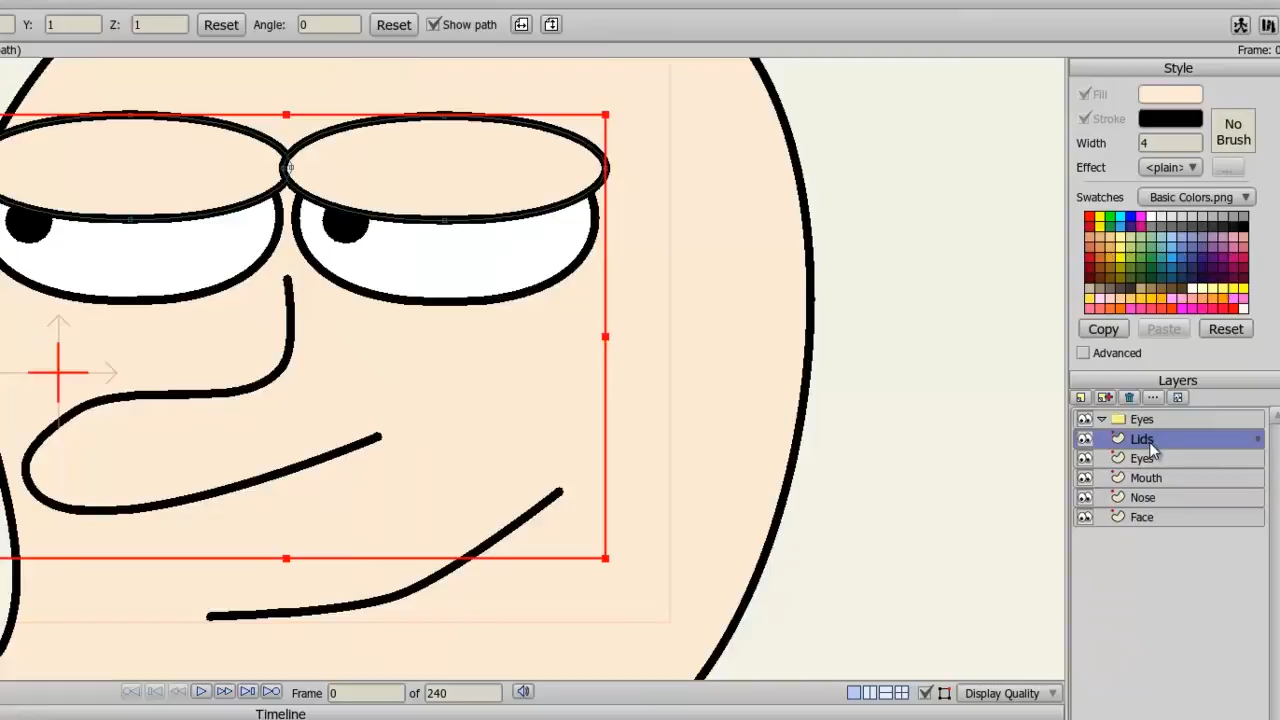 Y: 1 Z: 1 Reset Angle: 0 Reset Show path
ath) Frame: 0
Style
Fill
Stroke
No
Brush
Width 4
Effect <plain>
Swatches Basic Colors.png
Copy Paste Reset
Advanced
Layers
Eyes
Lids
Eyes
Mouth
Nose
Face
Frame 0 of 240 Display Quality
Timeline